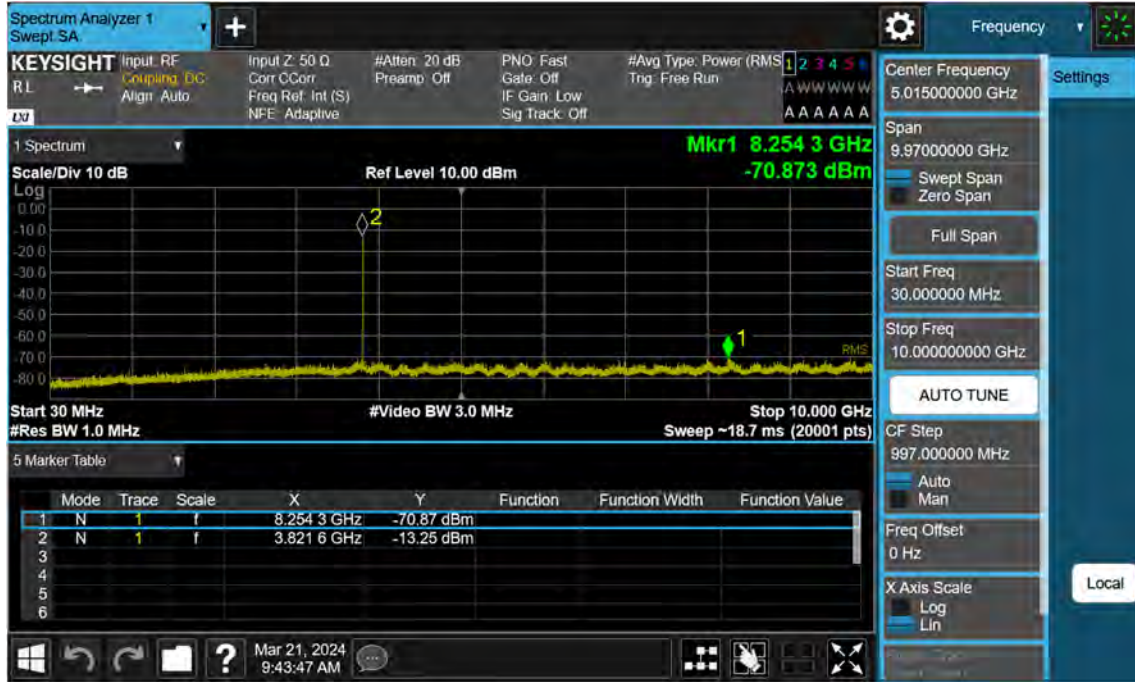 Spectrum Analyzer 1
Swept SA
Frequency
KEYSIGHT
RL
LXI
Input: RF
Coupling: DC
Align: Auto
Input Z: 50 Ω
Corr CCorr
Freq Ref: Int (S)
NFE: Adaptive
#Atten: 20 dB
Preamp: Off
PNO: Fast
Gate: Off
IF Gain: Low
Sig Track: Off
#Avg Type: Power (RMS
Trig: Free Run
1 2 3 4 5 6
A W W W W W
A A A A A A
1 Spectrum
Mkr1 8.254 3 GHz
Scale/Div 10 dB
Ref Level 10.00 dBm
-70.873 dBm
Log
0.00
-10.0
-20.0
-30.0
-40.0
-50.0
-60.0
-70.0
-80.0
2
1
RMS
Start 30 MHz
#Video BW 3.0 MHz
Stop 10.000 GHz
#Res BW 1.0 MHz
Sweep ~18.7 ms (20001 pts)
5 Marker Table
Mode Trace Scale X Y Function Function Width Function Value
1 N 1 f 8.254 3 GHz -70.87 dBm
2 N 1 f 3.821 6 GHz -13.25 dBm
3
4
5
6
?
Mar 21, 2024
9:43:47 AM
Center Frequency
5.015000000 GHz
Settings
Span
9.97000000 GHz
Swept Span
Zero Span
Full Span
Start Freq
30.000000 MHz
Stop Freq
10.000000000 GHz
AUTO TUNE
CF Step
997.000000 MHz
Auto
Man
Freq Offset
0 Hz
X Axis Scale
Log
Lin
Local